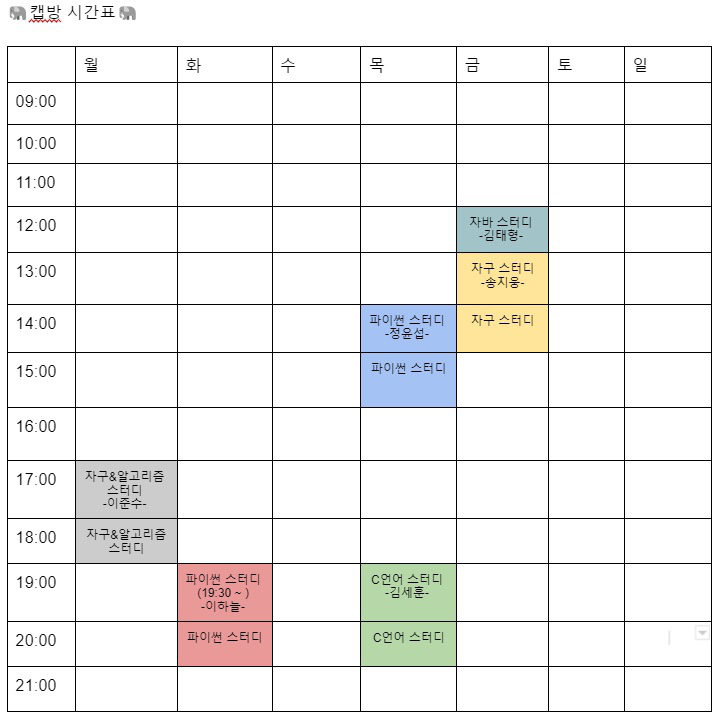 🐘캡방 시간표🐘
월 화 수 목 금 토 일
09:00
10:00
11:00
12:00 자바 스터디
-김태형-
13:00 자구 스터디
-송지웅-
14:00 파이썬 스터디
-정윤섭- 자구 스터디
15:00 파이썬 스터디
16:00
17:00 자구&알고리즘
스터디
-이준수-
18:00 자구&알고리즘
스터디
19:00 파이썬 스터디
(19:30 ~ )
-이하늘- C언어 스터디
-김세훈-
20:00 파이썬 스터디 C언어 스터디
21:00